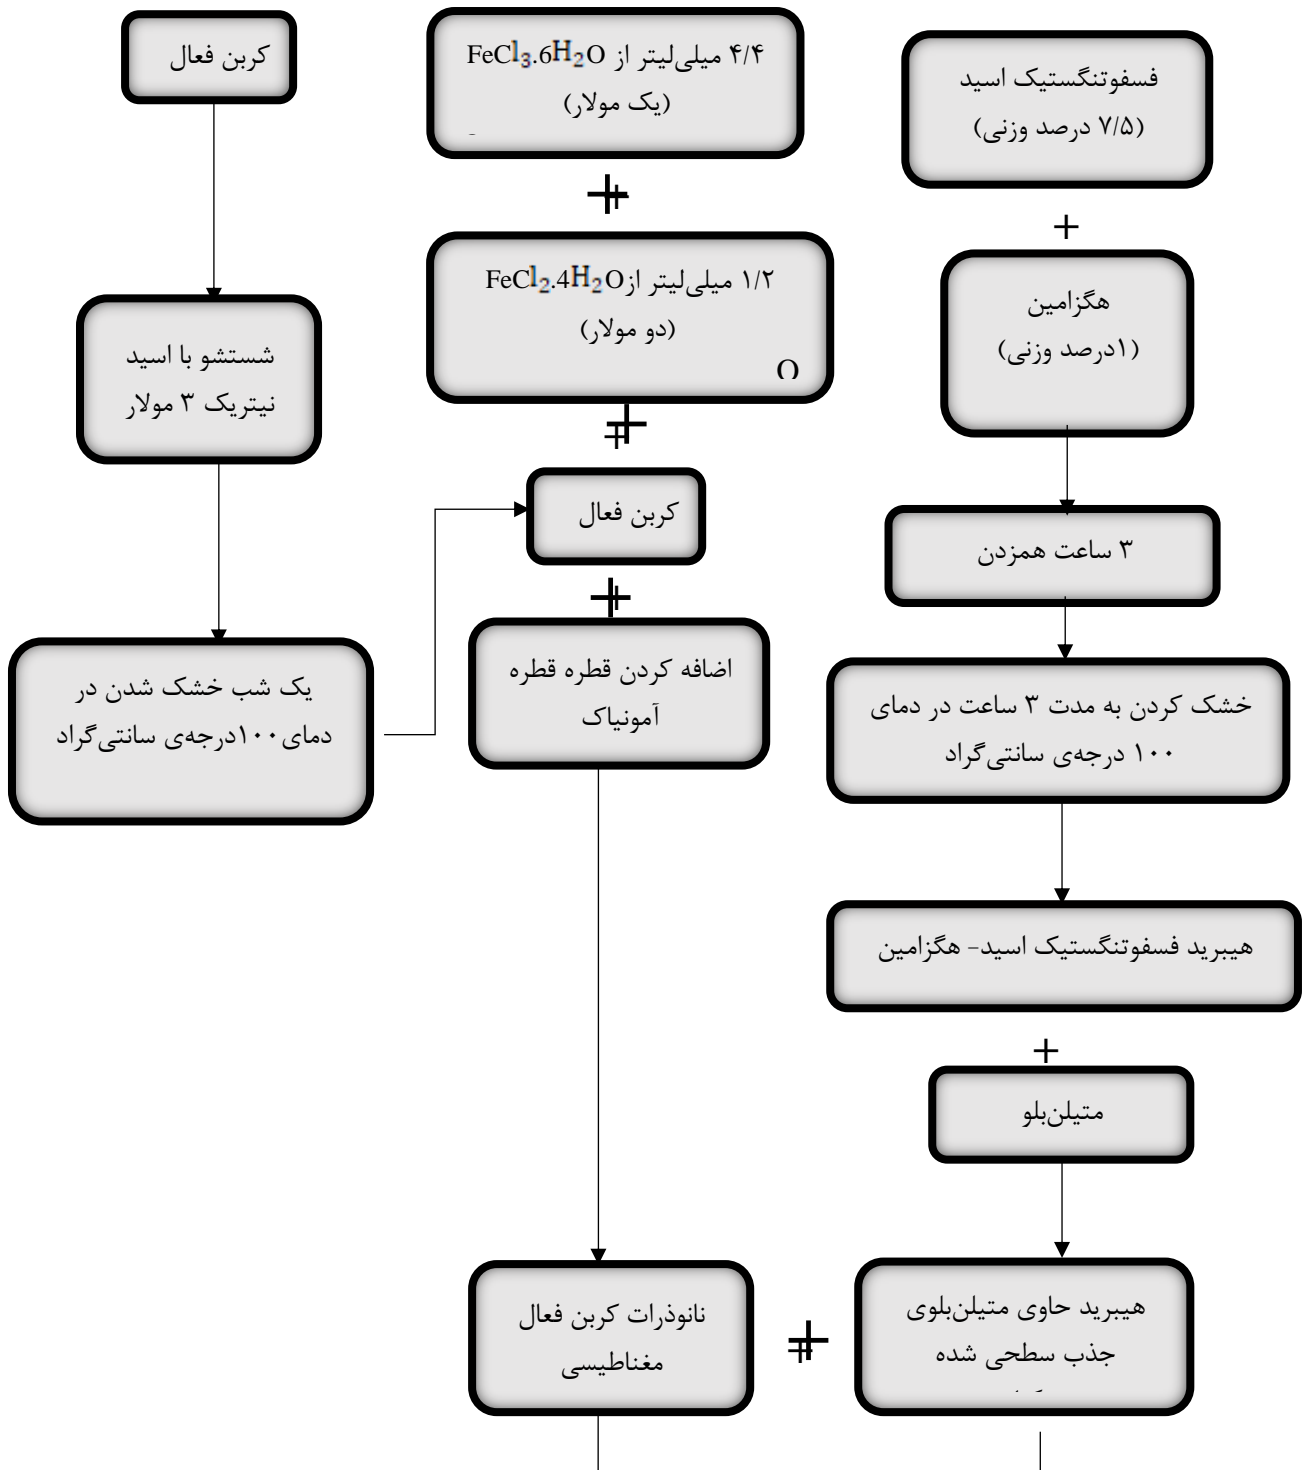 کربن فعال
شستشو با اسید
نیتریک ۳ مولار
یک شب خشک شدن در
دمای۱۰۰درجه‌ی سانتی‌گراد
۴/۴ میلی‌لیتر از FeCl₃.6H₂O
(یک مولار)
+
۱/۲ میلی‌لیتر ازFeCl₂.4H₂O
(دو مولار)
+
کربن فعال
+
اضافه کردن قطره قطره
آمونیاک
نانوذرات کربن فعال
مغناطیسی
+
فسفوتنگستیک اسید
(۷/۵ درصد وزنی)
+
هگزامین
(۱درصد وزنی)
۳ ساعت همزدن
خشک کردن به مدت ۳ ساعت در دمای
۱۰۰ درجه‌ی سانتی‌گراد
هیبرید فسفوتنگستیک اسید- هگزامین
+
متیلن‌بلو
هیبرید حاوی متیلن‌بلوی
جذب سطحی شده